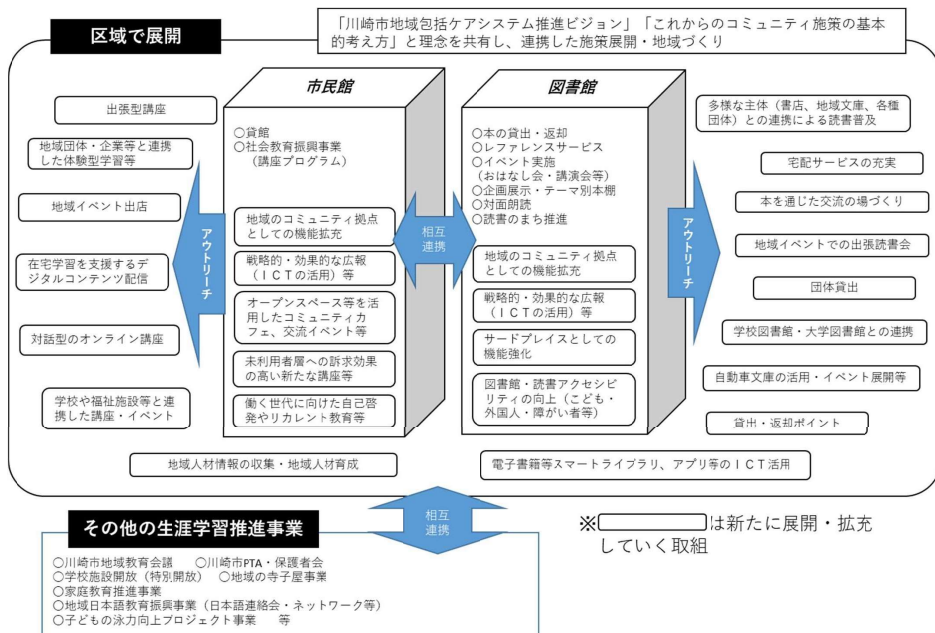 区域で展開
「川崎市地域包括ケアシステム推進ビジョン」「これからのコミュニティ施策の基本
的考え方」と理念を共有し、連携した施策展開・地域づくり
出張型講座
地域団体・企業等と連携
した体験型学習等
地域イベント出店
在宅学習を支援するデ
ジタルコンテンツ配信
対話型のオンライン講座
学校や福祉施設等と連
携した講座・イベント
アウトリーチ
市民館
○貸館
○社会教育振興事業
（講座プログラム）
地域のコミュニティ拠点
としての機能拡充
戦略的・効果的な広報
（ＩＣＴの活用）等
オープンスペース等を活
用したコミュニティカ
フェ、交流イベント等
未利用者層への訴求効果
の高い新たな講座等
働く世代に向けた自己啓
発やリカレント教育等
相互
連携
図書館
○本の貸出・返却
○レファレンスサービス
○イベント実施
（おはなし会・講演会等）
○企画展示・テーマ別本棚
○対面朗読
○読書のまち推進
地域のコミュニティ拠点
としての機能拡充
戦略的・効果的な広報
（ＩＣＴの活用）等
サードプレイスとしての
機能強化
図書館・読書アクセシビ
リティの向上（こども・
外国人・障がい者等）
アウトリーチ
多様な主体（書店、地域文庫、各種
団体）との連携による読書普及
宅配サービスの充実
本を通じた交流の場づくり
地域イベントでの出張読書会
団体貸出
学校図書館・大学図書館との連携
自動車文庫の活用・イベント展開等
貸出・返却ポイント
地域人材情報の収集・地域人材育成
電子書籍等スマートライブラリ、アプリ等のＩＣＴ活用
相互
連携
その他の生涯学習推進事業
○川崎市地域教育会議　○川崎市PTA・保護者会
○学校施設開放（特別開放）　○地域の寺子屋事業
○家庭教育推進事業
○地域日本語教育振興事業（日本語連絡会・ネットワーク等）
○子どもの泳力向上プロジェクト事業　等
※　は新たに展開・拡充
していく取組